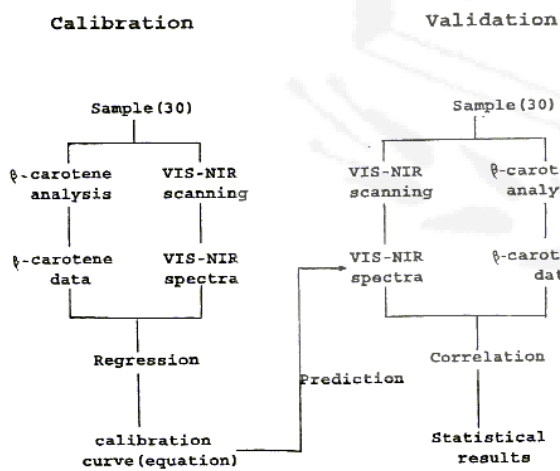 Calibration
Validation
Sample(30)
β-carotene
analysis
VIS-NIR
scanning
β-carotene
data
VIS-NIR
spectra
Regression
calibration
curve(equation)
Prediction
Sample(30)
VIS-NIR
scanning
VIS-NIR
spectra
Correlation
Statistical
results